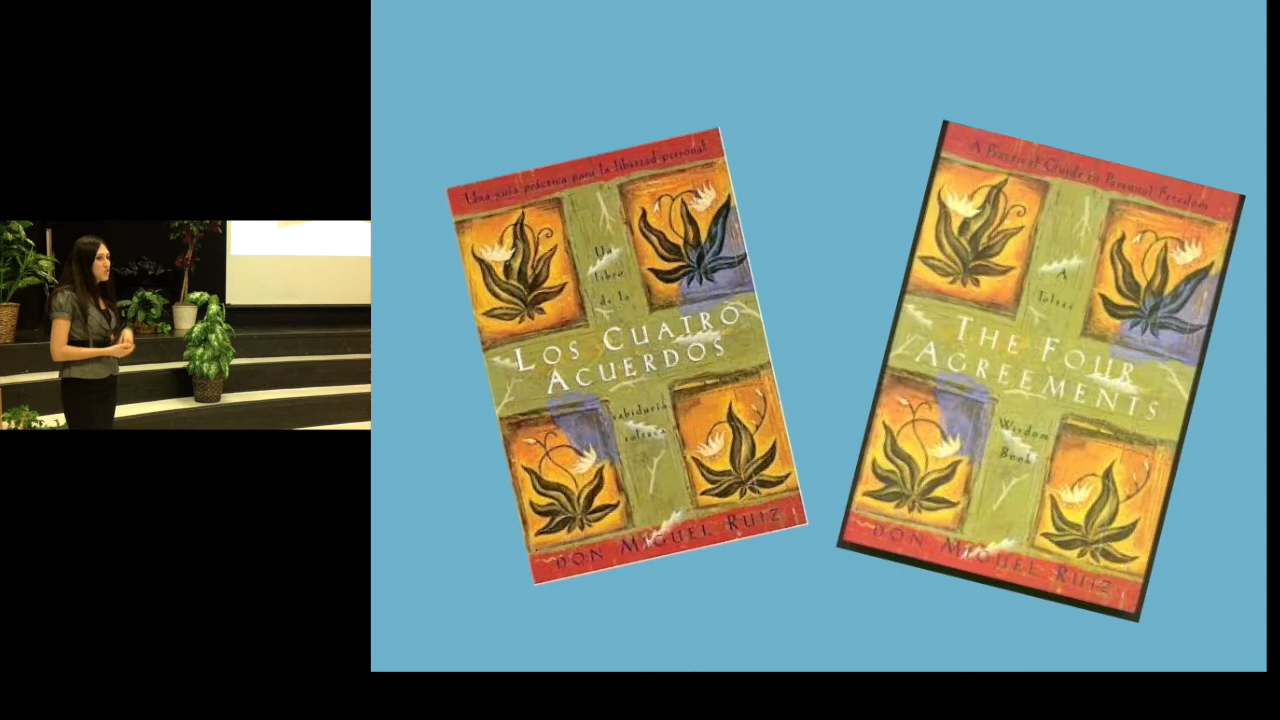 Una guía práctica para la libertad personal
Un
libro
de la
LOS CUATRO
ACUERDOS
sabiduría
tolteca
DON MIGUEL RUIZ
A Practical Guide to Personal Freedom
A
Toltec
THE FOUR
AGREEMENTS
Wisdom
Book
DON MIGUEL RUIZ